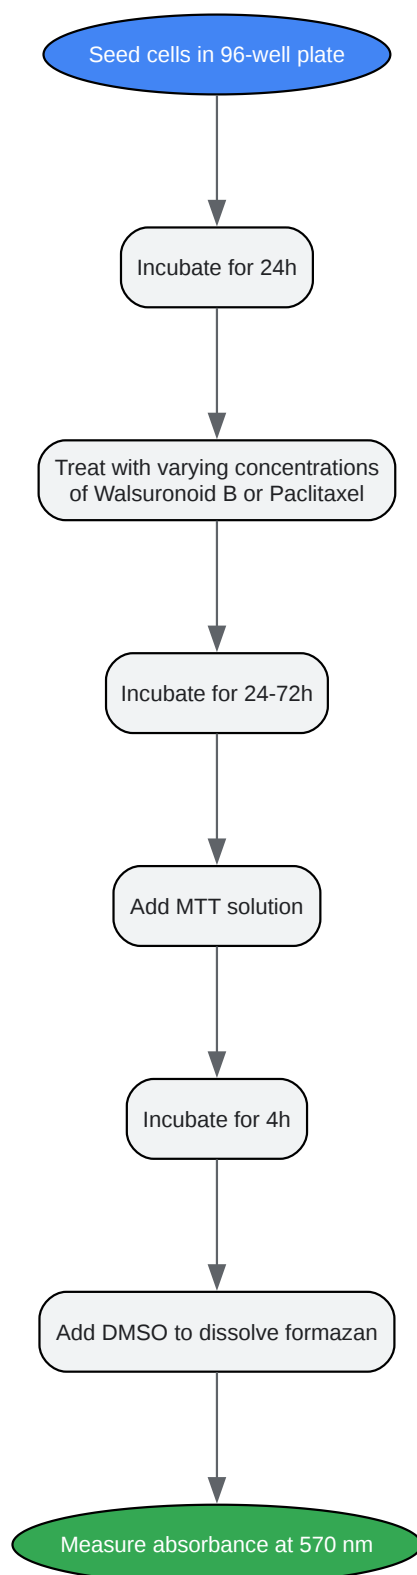 Seed cells in 96-well plate
Incubate for 24h
Treat with varying concentrations
of Walsuronoid B or Paclitaxel
Incubate for 24-72h
Add MTT solution
Incubate for 4h
Add DMSO to dissolve formazan
Measure absorbance at 570 nm